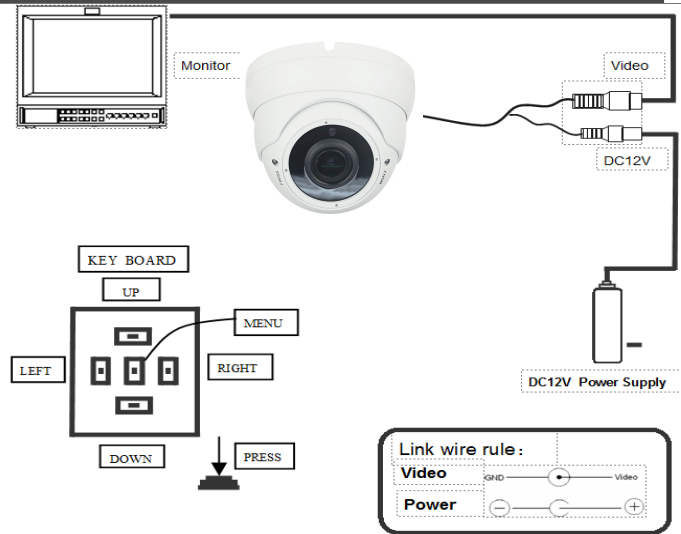 Monitor
Video
DC12V
KEY BOARD
UP
MENU
LEFT
RIGHT
DOWN
PRESS
DC12V Power Supply
Link wire rule:
Video GND Video
Power − +